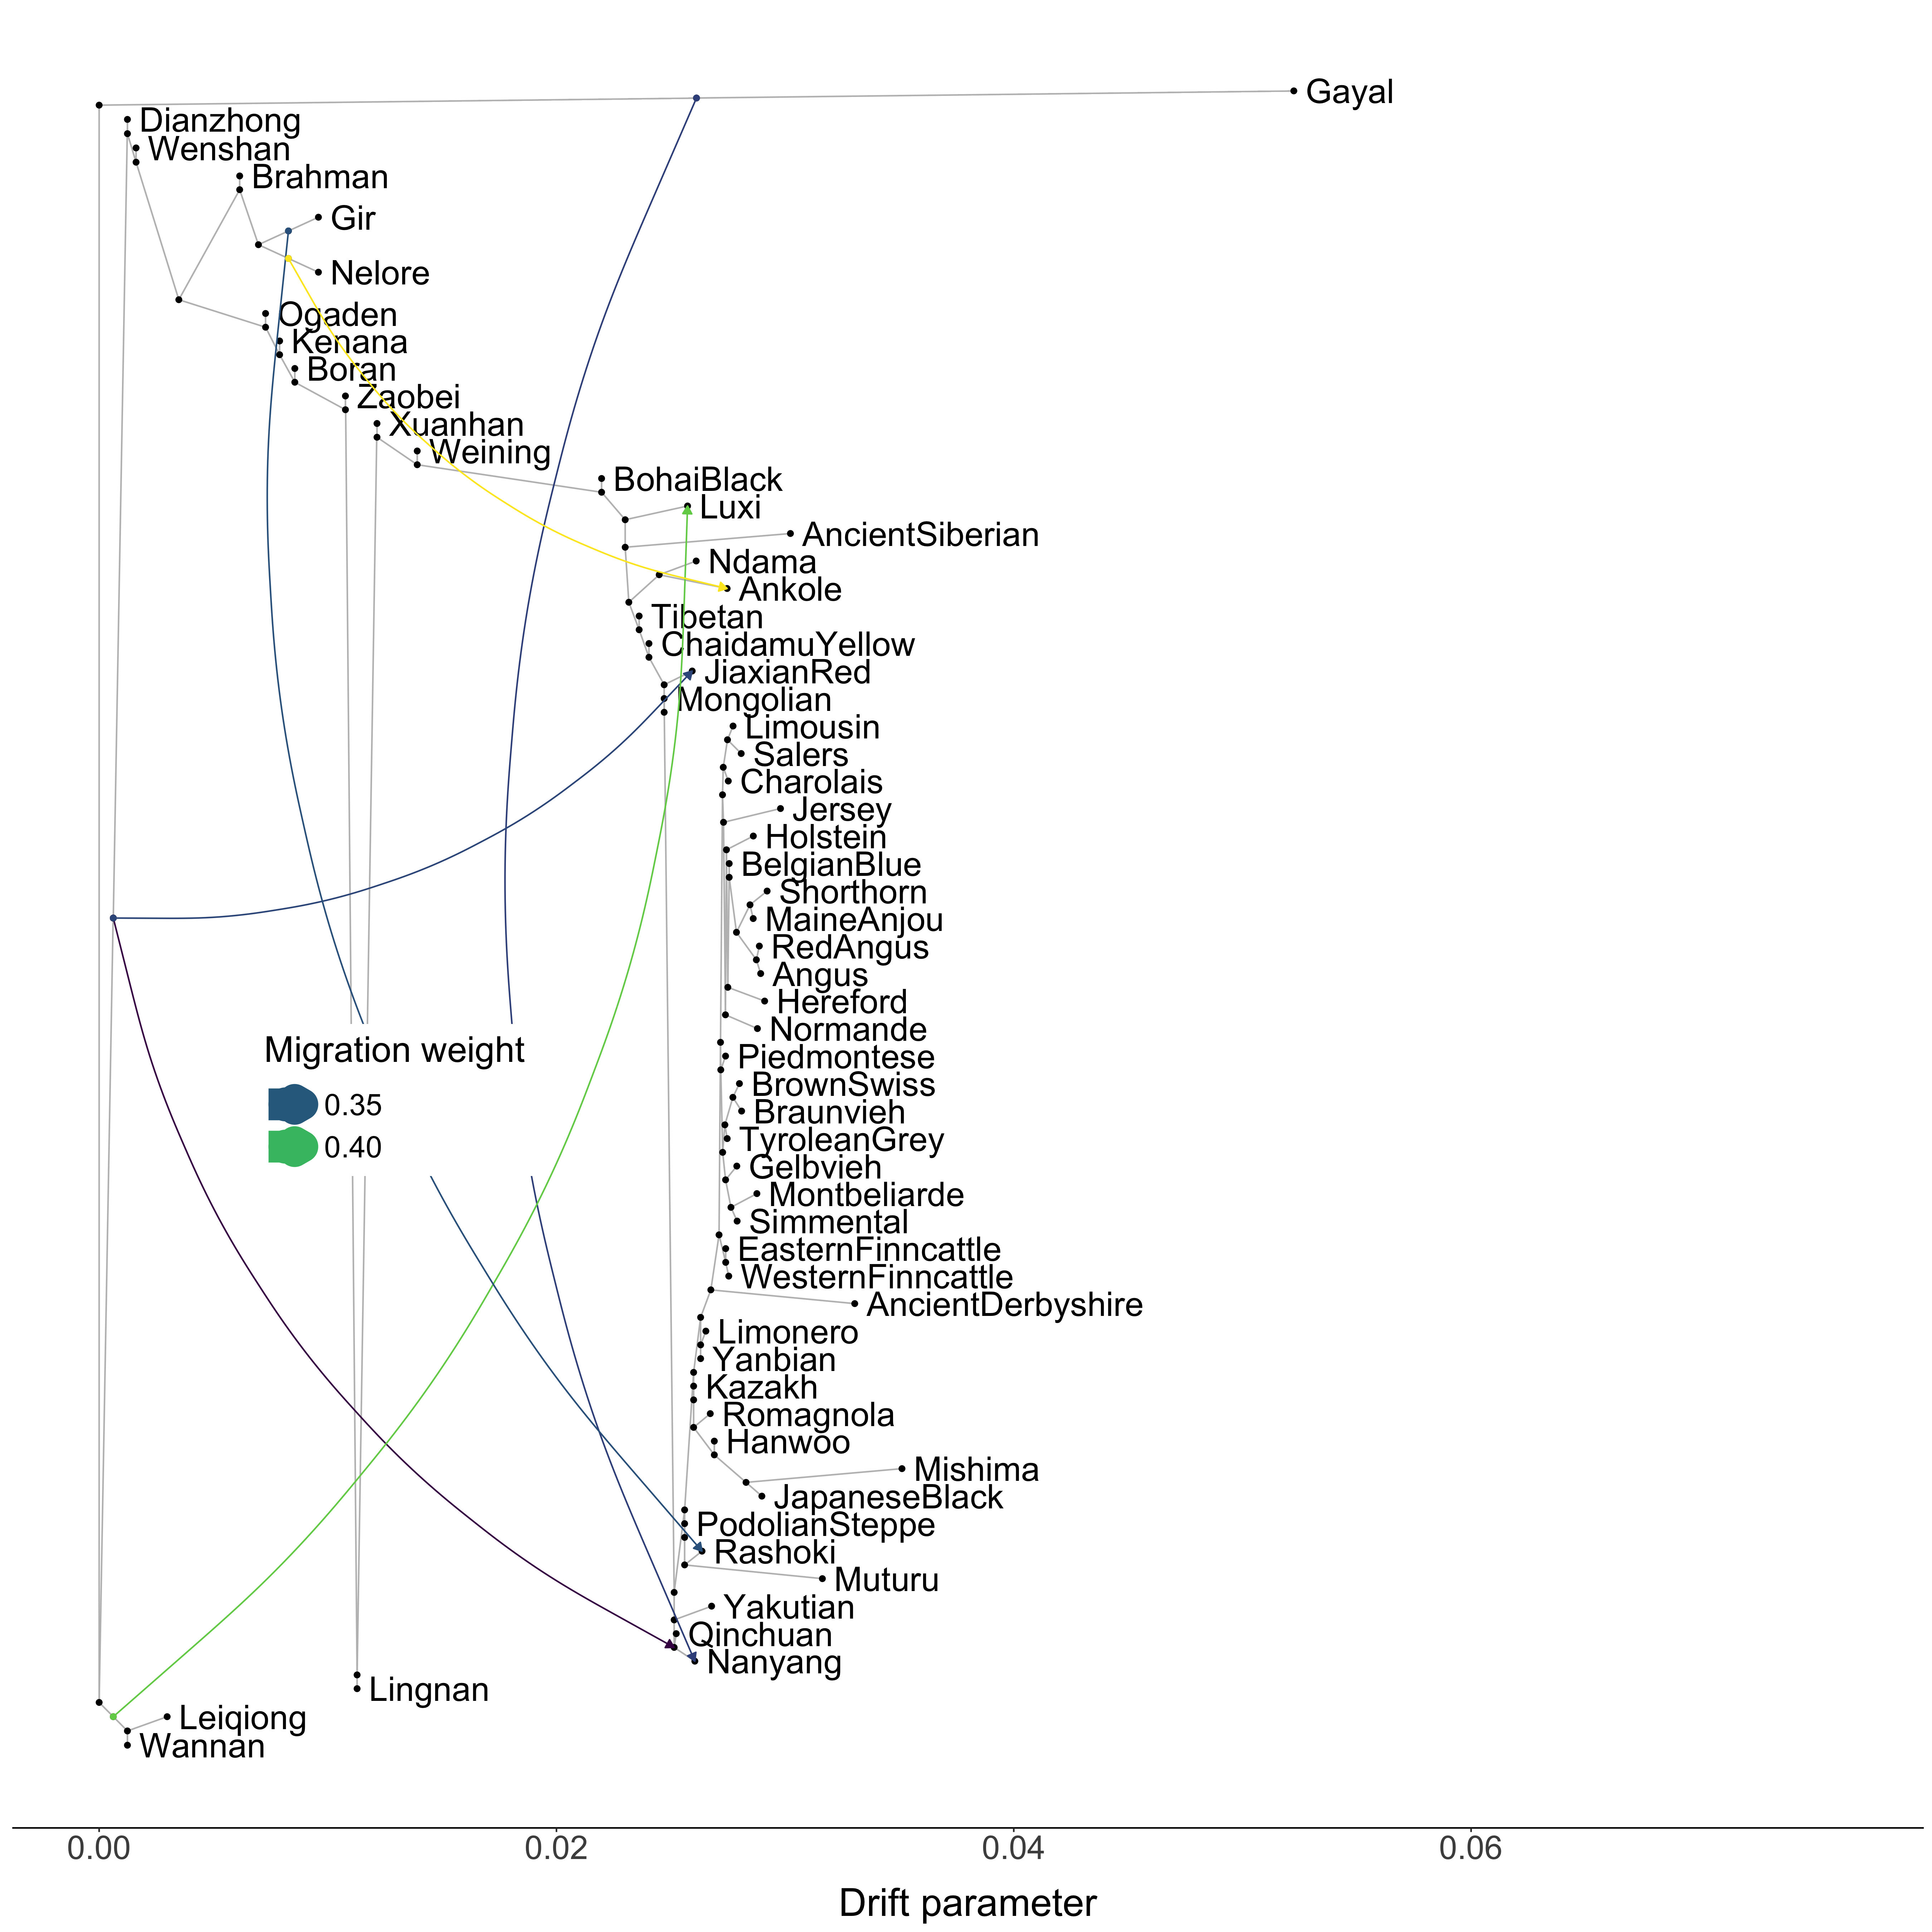 Gayal
Dianzhong
Wenshan
Brahman
Gir
Nelore
Ogaden
Kenana
Boran
Zaobei
Xuanhan
Weining
BohaiBlack
Luxi
AncientSiberian
Ndama
Ankole
Tibetan
ChaidamuYellow
JiaxianRed
Mongolian
Limousin
Salers
Charolais
Jersey
Holstein
BelgianBlue
Shorthorn
MaineAnjou
RedAngus
Angus
Hereford
Normande
Migration weight
0.35
0.40
Piedmontese
BrownSwiss
Braunvieh
TyroleanGrey
Gelbvieh
Montbeliarde
Simmental
EasternFinncattle
WesternFinncattle
AncientDerbyshire
Limonero
Yanbian
Kazakh
Romagnola
Hanwoo
Mishima
JapaneseBlack
PodolianSteppe
Rashoki
Muturu
Yakutian
Qinchuan
Nanyang
Lingnan
Leiqiong
Wannan
0.00 0.02 0.04 0.06
Drift parameter